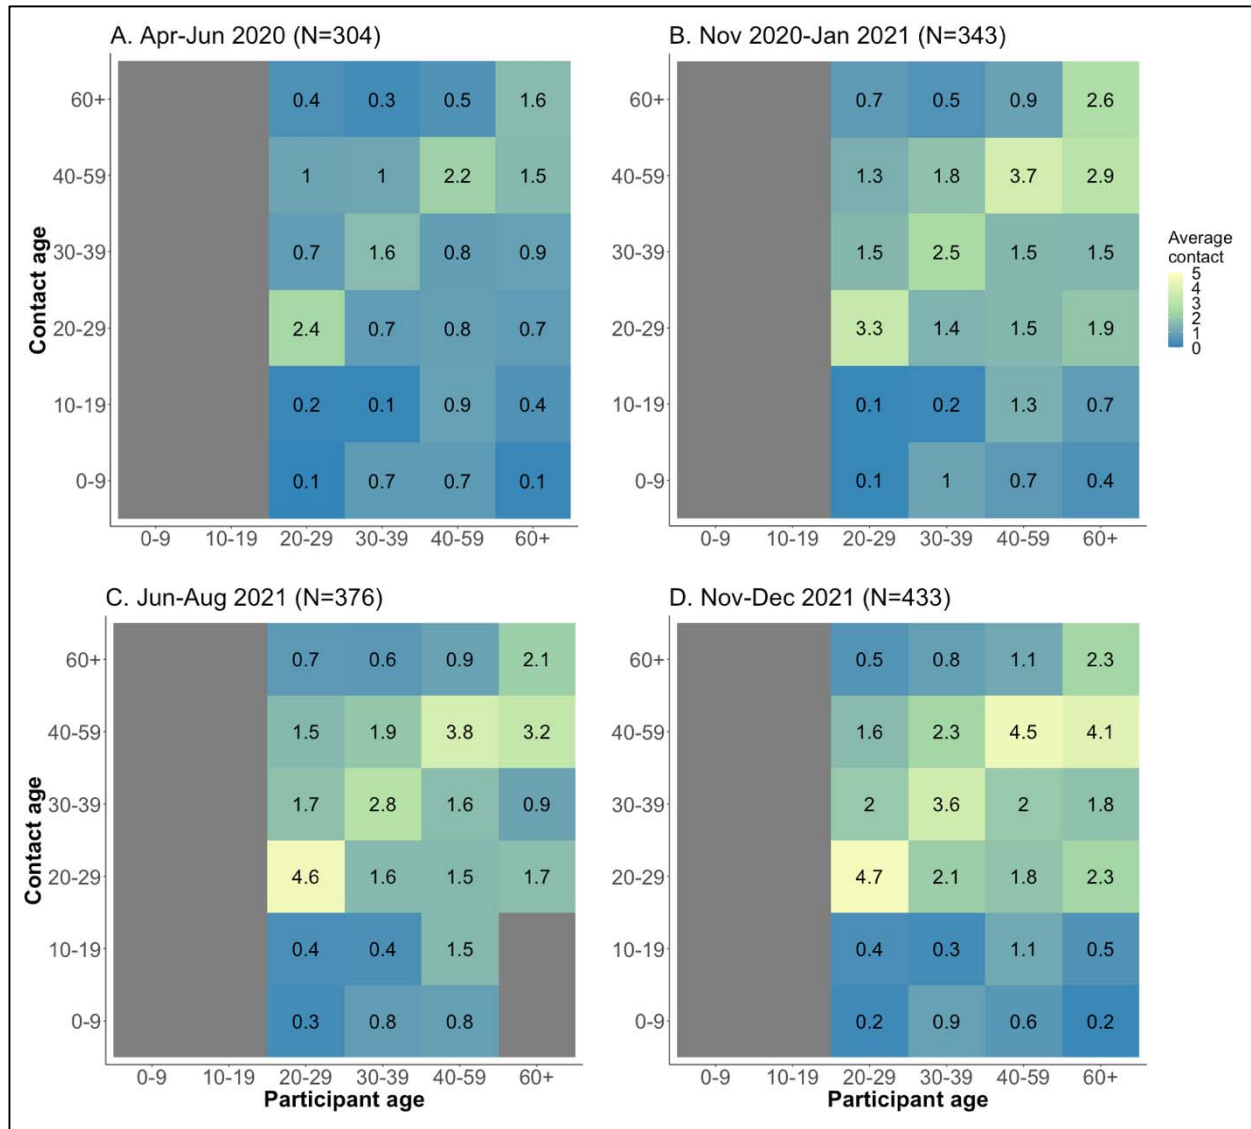 A. Apr-Jun 2020 (N=304)
B. Nov 2020-Jan 2021 (N=343)
60+ 0.4 0.3 0.5 1.6
40-59 1 1 2.2 1.5
30-39 0.7 1.6 0.8 0.9
20-29 2.4 0.7 0.8 0.7
10-19 0.2 0.1 0.9 0.4
0-9 0.1 0.7 0.7 0.1
0-9 10-19 20-29 30-39 40-59 60+
Contact age
60+ 0.7 0.5 0.9 2.6
40-59 1.3 1.8 3.7 2.9
30-39 1.5 2.5 1.5 1.5
20-29 3.3 1.4 1.5 1.9
10-19 0.1 0.2 1.3 0.7
0-9 0.1 1 0.7 0.4
0-9 10-19 20-29 30-39 40-59 60+
Average
contact
5
4
3
2
1
0
C. Jun-Aug 2021 (N=376)
D. Nov-Dec 2021 (N=433)
60+ 0.7 0.6 0.9 2.1
40-59 1.5 1.9 3.8 3.2
30-39 1.7 2.8 1.6 0.9
20-29 4.6 1.6 1.5 1.7
10-19 0.4 0.4 1.5
0-9 0.3 0.8 0.8
0-9 10-19 20-29 30-39 40-59 60+
Contact age
Participant age
60+ 0.5 0.8 1.1 2.3
40-59 1.6 2.3 4.5 4.1
30-39 2 3.6 2 1.8
20-29 4.7 2.1 1.8 2.3
10-19 0.4 0.3 1.1 0.5
0-9 0.2 0.9 0.6 0.2
0-9 10-19 20-29 30-39 40-59 60+
Participant age